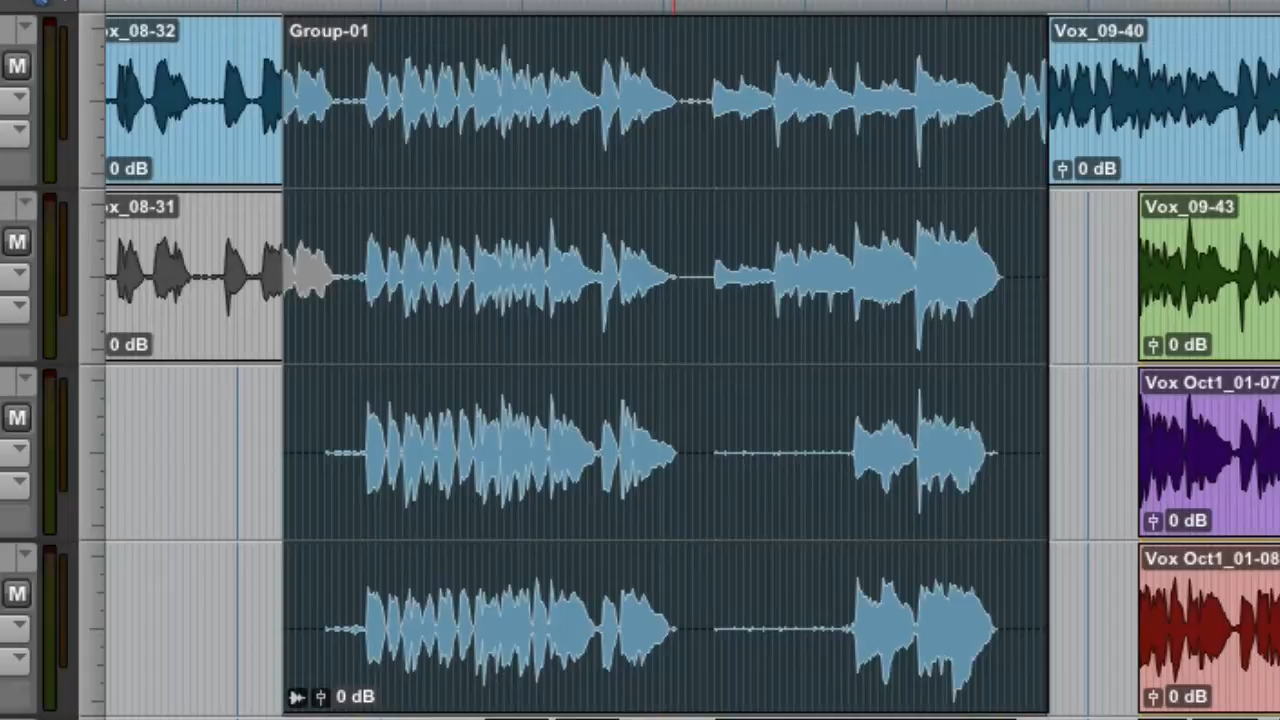 ox_08-32
Group-01
Vox_09-40
M
0 dB
0 dB
ox_08-31
Vox_09-43
M
0 dB
0 dB
Vox Oct1_01-07
M
0 dB
Vox Oct1_01-08
M
0 dB
0 dB